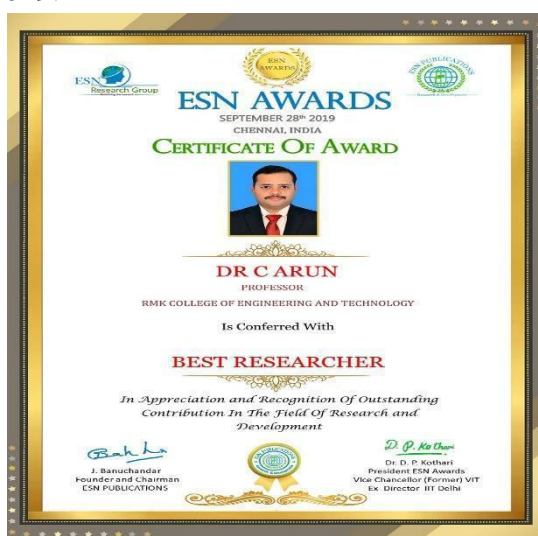 ESN
Research Group
ESN
AWARDS
ESN PUBLICATIONS
ESN AWARDS
SEPTEMBER 28th 2019
CHENNAI, INDIA
CERTIFICATE OF AWARD
DR C ARUN
PROFESSOR
RMK COLLEGE OF ENGINEERING AND TECHNOLOGY
Is Conferred With
BEST RESEARCHER
In Appreciation and Recognition Of Outstanding
Contribution In The Field Of Research and
Development
J. Banuchandar
Founder and Chairman
ESN PUBLICATIONS
ESN PUBLICATIONS
D. P. Kothari
Dr. D. P. Kothari
President ESN Awards
Vice Chancellor (Former) VIT
Ex Director IIT Delhi